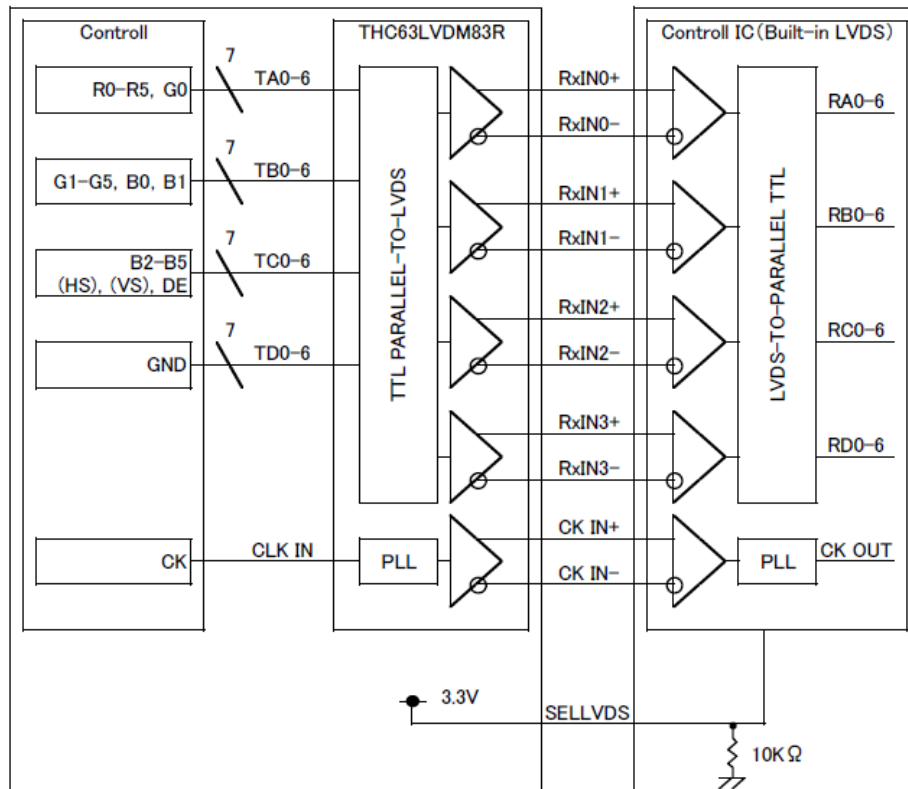 Controll
THC63LVDM83R
Controll IC(Built-in LVDS)
7
R0-R5, G0
TA0-6
RxIN0+
RxIN0-
RA0-6
7
G1-G5, B0, B1
TB0-6
RxIN1+
RxIN1-
RB0-6
7
B2-B5
(HS), (VS), DE
TC0-6
RxIN2+
RxIN2-
RC0-6
7
GND
TD0-6
RxIN3+
RxIN3-
RD0-6
TTL PARALLEL-TO-LVDS
LVDS-TO-PARALLEL TTL
CK
CLK IN
PLL
CK IN+
CK IN-
PLL
CK OUT
3.3V
SELLVDS
10KΩ